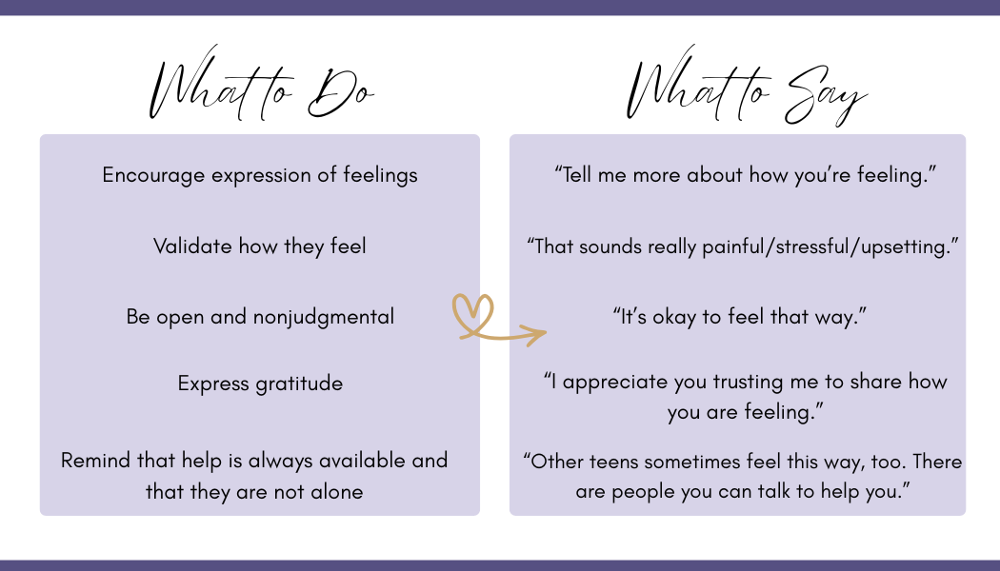 What to Do
Encourage expression of feelings
Validate how they feel
Be open and nonjudgmental
Express gratitude
Remind that help is always available and
that they are not alone
What to Say
“Tell me more about how you’re feeling.”
“That sounds really painful/stressful/upsetting.”
“It’s okay to feel that way.”
“I appreciate you trusting me to share how
you are feeling.”
“Other teens sometimes feel this way, too. There
are people you can talk to help you.”